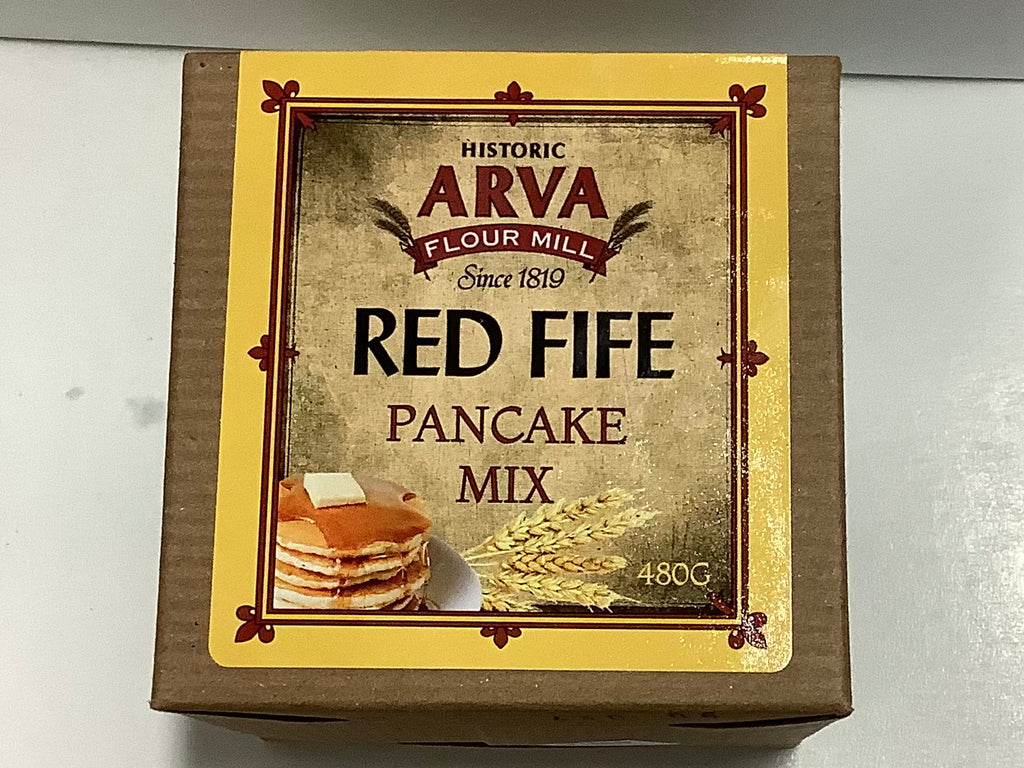 HISTORIC
ARVA
FLOUR MILL
Since 1819
RED FIFE
PANCAKE
MIX
480G